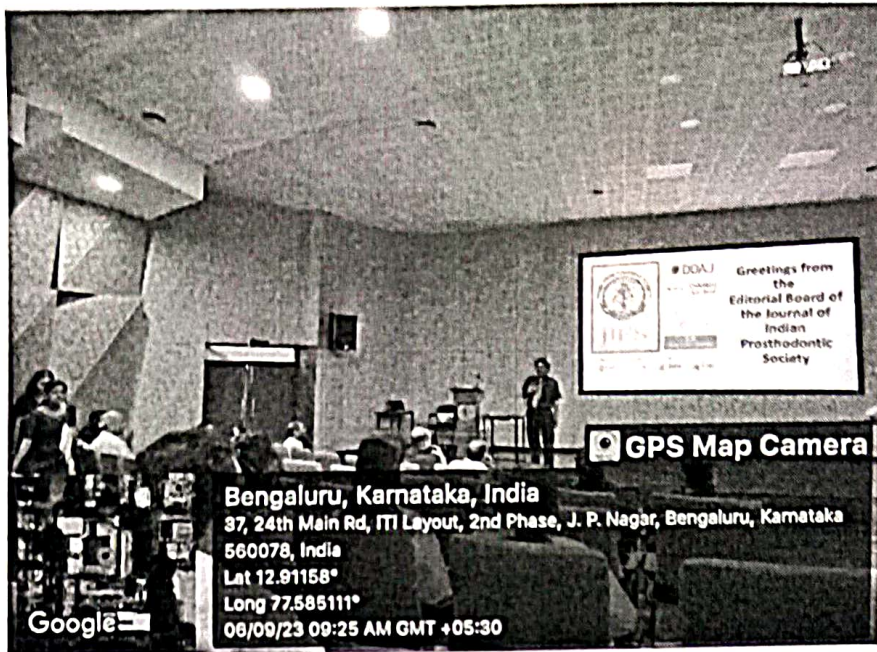 DOAJ
JIPS
Greetings from
the
Editorial Board of
the Journal of
Indian
Prosthodontic
Society
GPS Map Camera
Bengaluru, Karnataka, India
37, 24th Main Rd, ITI Layout, 2nd Phase, J. P. Nagar, Bengaluru, Karnataka
560078, India
Lat 12.91158°
Long 77.585111°
06/09/23 09:25 AM GMT +05:30
Google